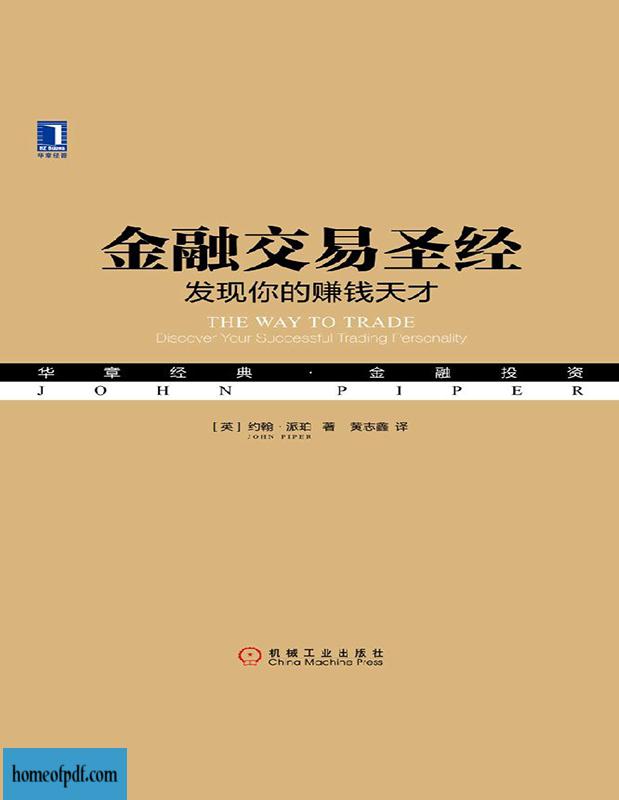 HZ Books
华章经管
金融交易圣经
发现你的赚钱天才
THE WAY TO TRADE
Discover Your Successful Trading Personality
华章经典·金融投资
JOHN PIPER
[英]约翰·派珀 著 黄志鑫 译
JOHN PIPER
机械工业出版社
China Machine Press
homeofpdf.com